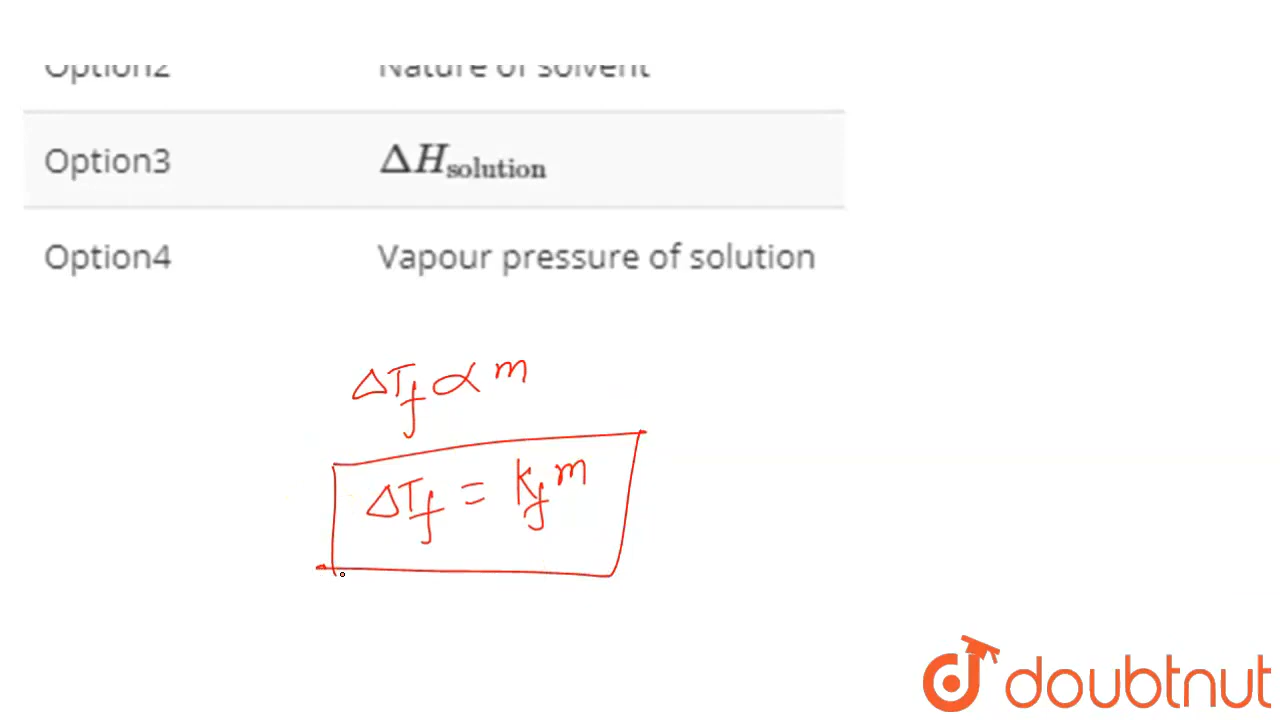 Option2 Nature of solvent
Option3 ΔH_solution
Option4 Vapour pressure of solution
ΔT_f ∝ m
ΔT_f = K_f m
doubtnut